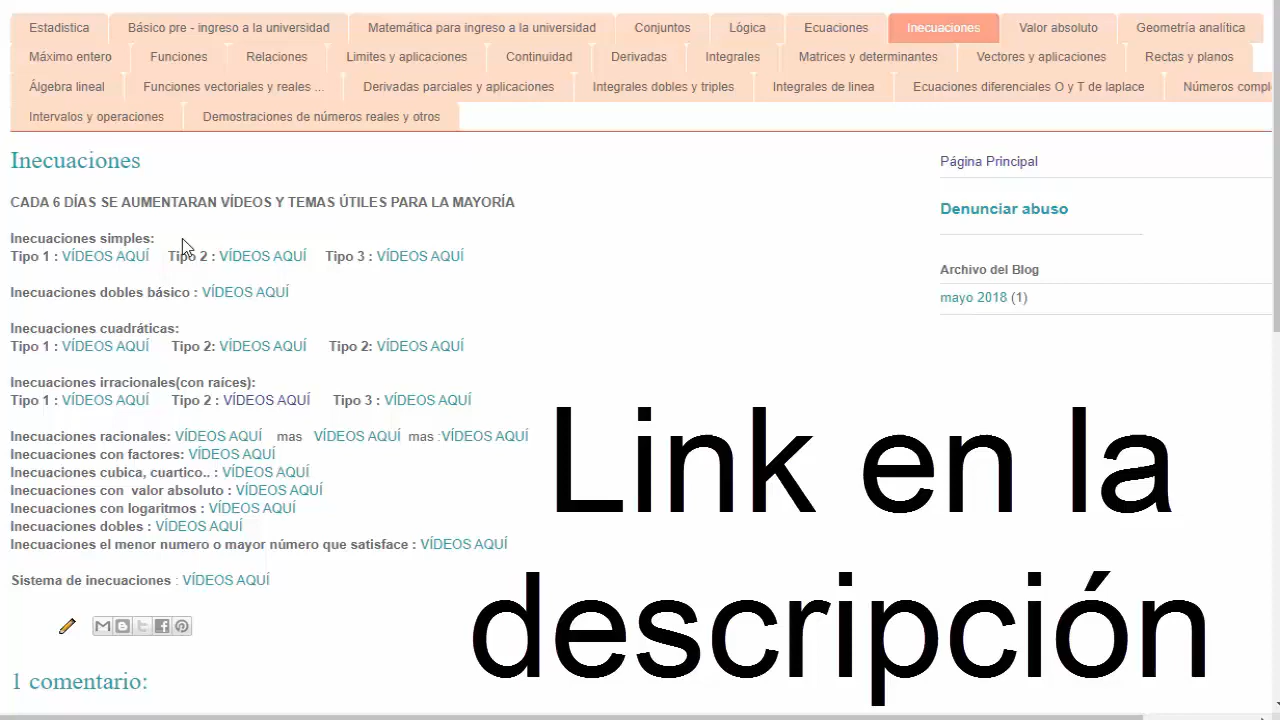 Estadistica Básico pre - ingreso a la universidad Matemática para ingreso a la universidad Conjuntos Lògica Ecuaciones Inecuaciones Valor absoluto Geometría analítica
Máximo entero Funciones Relaciones Limites y aplicaciones Continuidad Derivadas Integrales Matrices y determinantes Vectores y aplicaciones Rectas y planos
Álgebra lineal Funciones vectoriales y reales ... Derivadas parciales y aplicaciones Integrales dobles y triples Integrales de linea Ecuaciones diferenciales O y T de laplace Números compl
Intervalos y operaciones Demostraciones de números reales y otros
Inecuaciones
CADA 6 DÍAS SE AUMENTARAN VÍDEOS Y TEMAS ÚTILES PARA LA MAYORÍA
Inecuaciones simples:
Tipo 1 : VÍDEOS AQUÍ Tipo 2 : VÍDEOS AQUÍ Tipo 3 : VÍDEOS AQUÍ
Inecuaciones dobles básico : VÍDEOS AQUÍ
Inecuaciones cuadráticas:
Tipo 1 : VÍDEOS AQUÍ Tipo 2: VÍDEOS AQUÍ Tipo 2: VÍDEOS AQUÍ
Inecuaciones irracionales(con raíces):
Tipo 1 : VÍDEOS AQUÍ Tipo 2 : VÍDEOS AQUÍ Tipo 3 : VÍDEOS AQUÍ
Inecuaciones racionales: VÍDEOS AQUÍ mas VÍDEOS AQUÍ mas :VÍDEOS AQUÍ
Inecuaciones con factores: VÍDEOS AQUÍ
Inecuaciones cubica, cuartico.. : VÍDEOS AQUÍ
Inecuaciones con valor absoluto : VÍDEOS AQUÍ
Inecuaciones con logaritmos : VÍDEOS AQUÍ
Inecuaciones dobles : VÍDEOS AQUÍ
Inecuaciones el menor numero o mayor número que satisface : VÍDEOS AQUÍ
Sistema de inecuaciones : VÍDEOS AQUÍ
1 comentario:
Página Principal
Denunciar abuso
Archivo del Blog
mayo 2018 (1)
Link en la
descripción